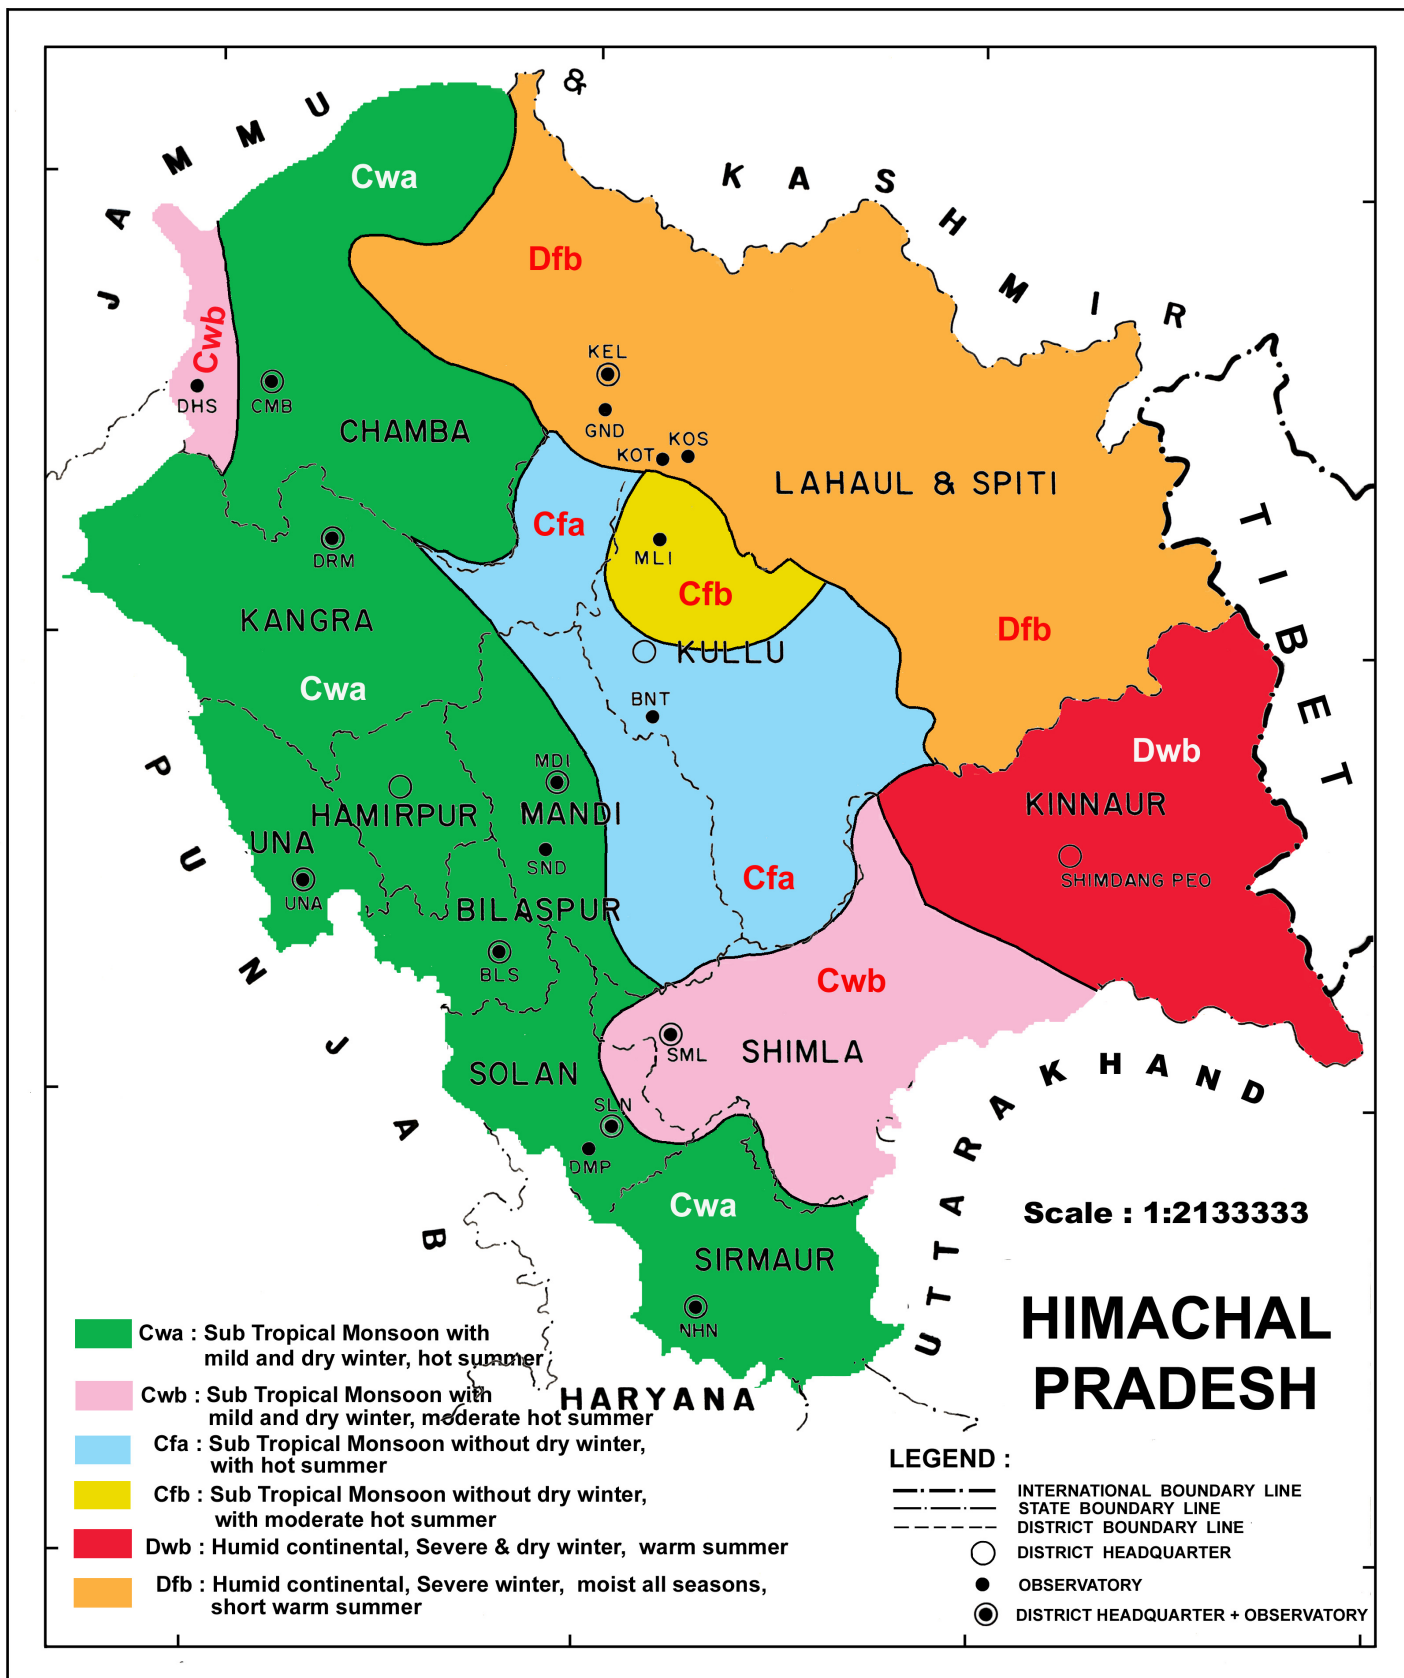 JAMMU & KASHMIR
Cwa
Dfb
Cwb
KEL
DHS
CMB
GND
CHAMBA
KOT
KOS
LAHAUL & SPITI
Cfa
TIBET
DRM
MLI
Cfb
KANGRA
Dfb
KULLU
Cwa
BNT
Dwb
PUNJAB
MDI
HAMIRPUR
MANDI
KINNAUR
UNA
SND
Cfa
SHIMDANG PEO
UNA
BILASPUR
BLS
Cwb
SML
SHIMLA
SOLAN
UTTARAKHAND
SLN
DMP
Cwa
Scale : 1:2133333
SIRMAUR
NHN
HIMACHAL
PRADESH
HARYANA
Cwa : Sub Tropical Monsoon with
mild and dry winter, hot summer
Cwb : Sub Tropical Monsoon with
mild and dry winter, moderate hot summer
Cfa : Sub Tropical Monsoon without dry winter,
with hot summer
Cfb : Sub Tropical Monsoon without dry winter,
with moderate hot summer
Dwb : Humid continental, Severe & dry winter, warm summer
Dfb : Humid continental, Severe winter, moist all seasons,
short warm summer
LEGEND :
INTERNATIONAL BOUNDARY LINE
STATE BOUNDARY LINE
DISTRICT BOUNDARY LINE
DISTRICT HEADQUARTER
OBSERVATORY
DISTRICT HEADQUARTER + OBSERVATORY